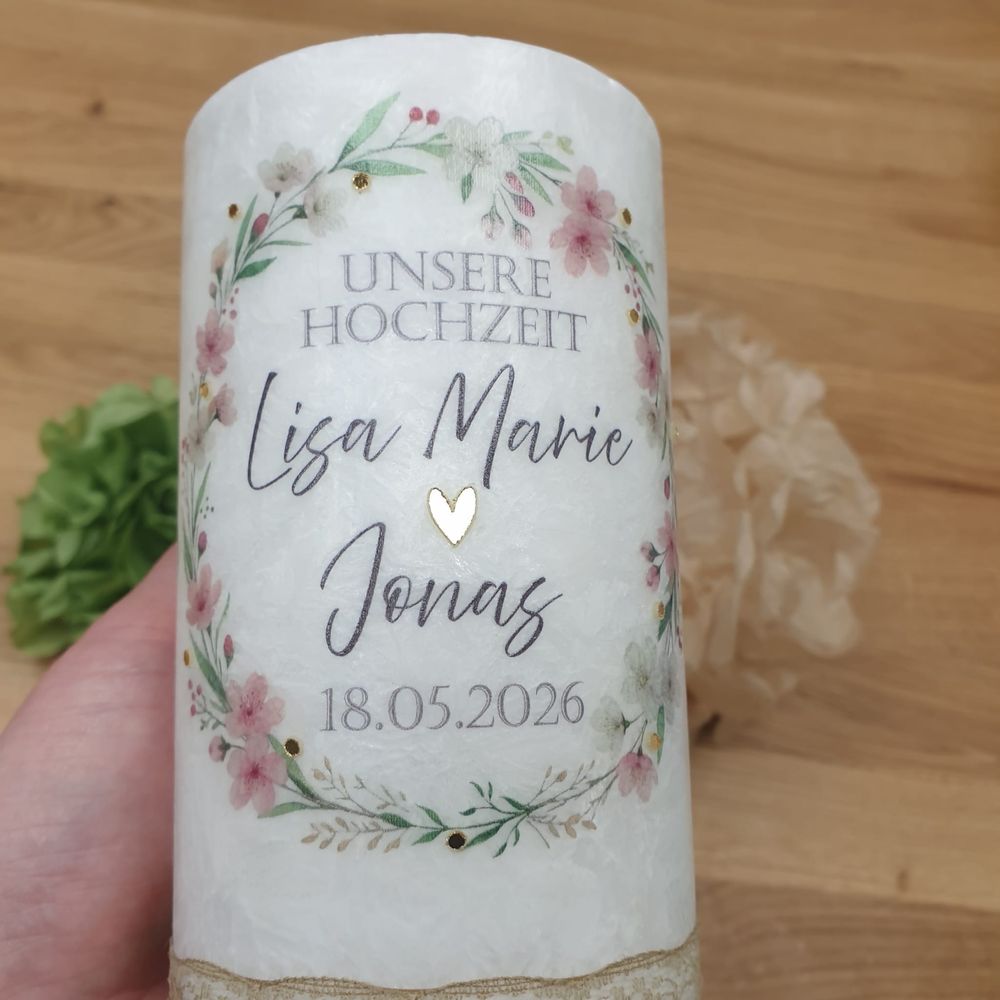 UNSERE
HOCHZEIT
Lisa Marie
Jonas
18.05.2026